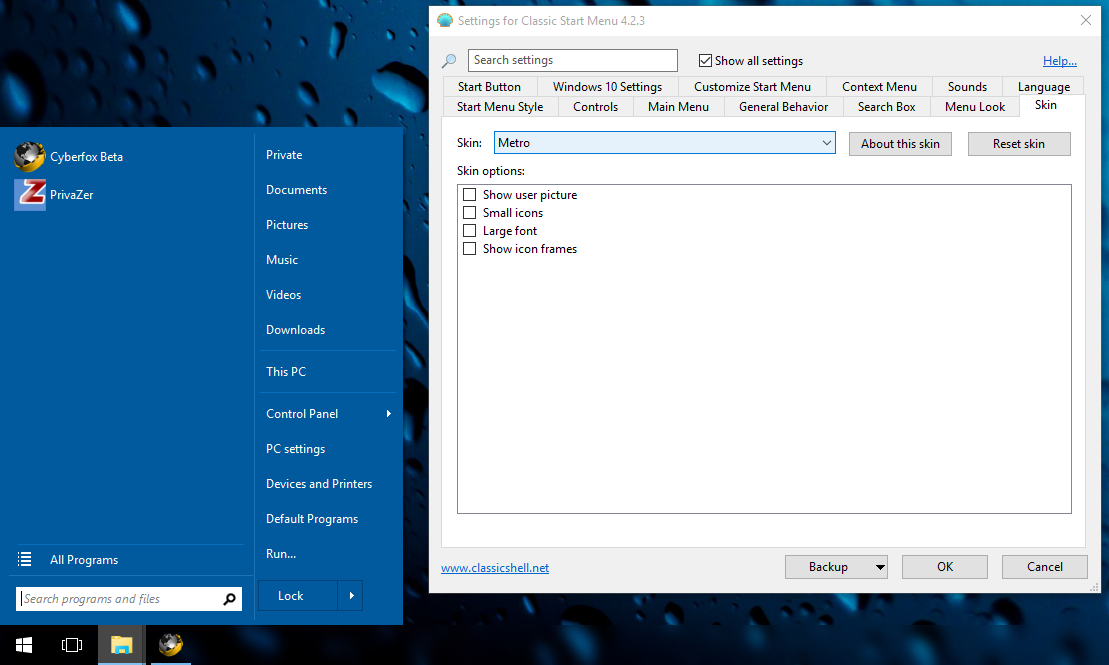 Settings for Classic Start Menu 4.2.3
Search settings
Show all settings
Help...
Start Button
Windows 10 Settings
Customize Start Menu
Context Menu
Sounds
Language
Start Menu Style
Controls
Main Menu
General Behavior
Search Box
Menu Look
Skin
Skin:
Metro
About this skin
Reset skin
Skin options:
Show user picture
Small icons
Large font
Show icon frames
www.classicshell.net
Backup
OK
Cancel
Cyberfox Beta
PrivaZer
All Programs
Search programs and files
Private
Documents
Pictures
Music
Videos
Downloads
This PC
Control Panel
PC settings
Devices and Printers
Default Programs
Run...
Lock